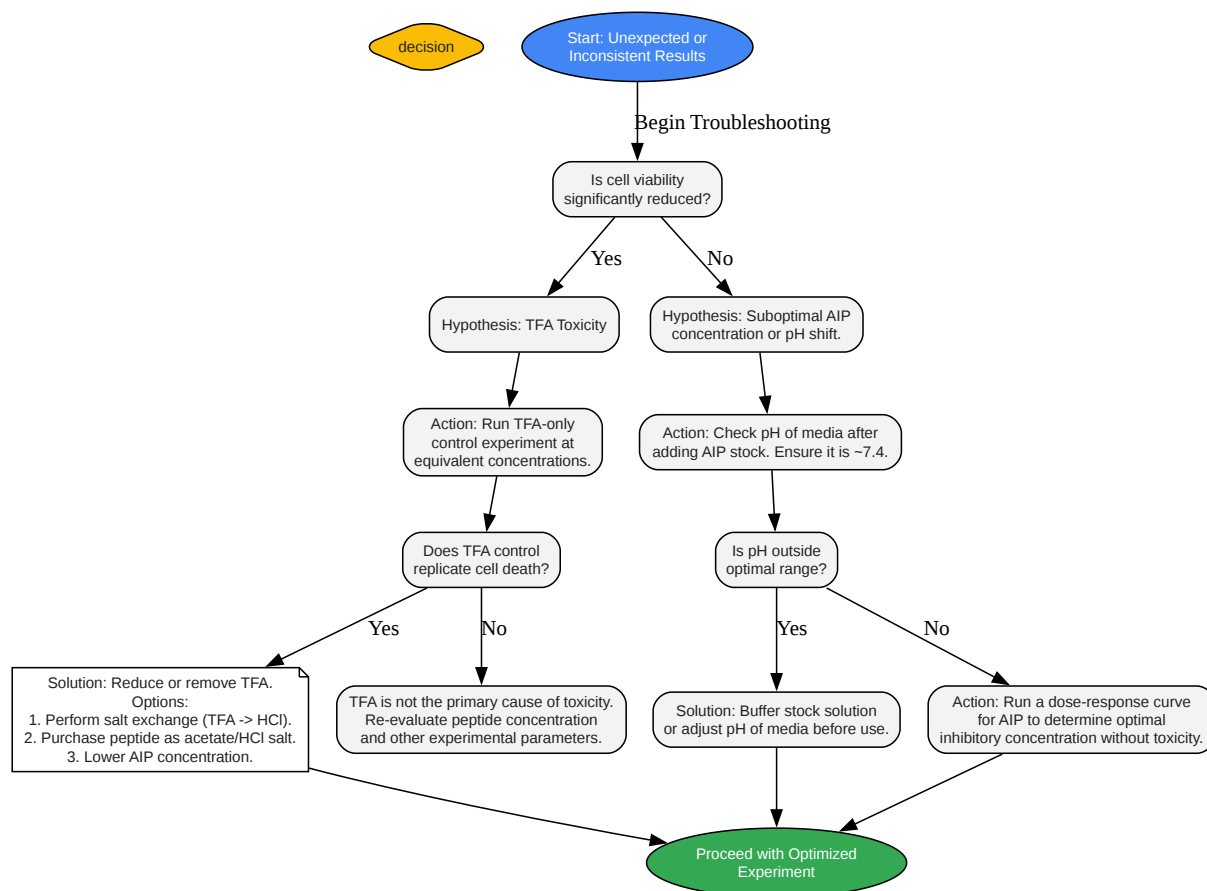 decision
Start: Unexpected or
Inconsistent Results
Begin Troubleshooting
Is cell viability
significantly reduced?
Yes
No
Hypothesis: TFA Toxicity
Hypothesis: Suboptimal AIP
concentration or pH shift.
Action: Run TFA-only
control experiment at
equivalent concentrations.
Action: Check pH of media after
adding AIP stock. Ensure it is ~7.4.
Does TFA control
replicate cell death?
Is pH outside
optimal range?
Yes
No
Yes
No
Solution: Reduce or remove TFA.
Options:
1. Perform salt exchange (TFA -> HCl).
2. Purchase peptide as acetate/HCl salt.
3. Lower AIP concentration.
TFA is not the primary cause of toxicity.
Re-evaluate peptide concentration
and other experimental parameters.
Solution: Buffer stock solution
or adjust pH of media before use.
Action: Run a dose-response curve
for AIP to determine optimal
inhibitory concentration without toxicity.
Proceed with Optimized
Experiment